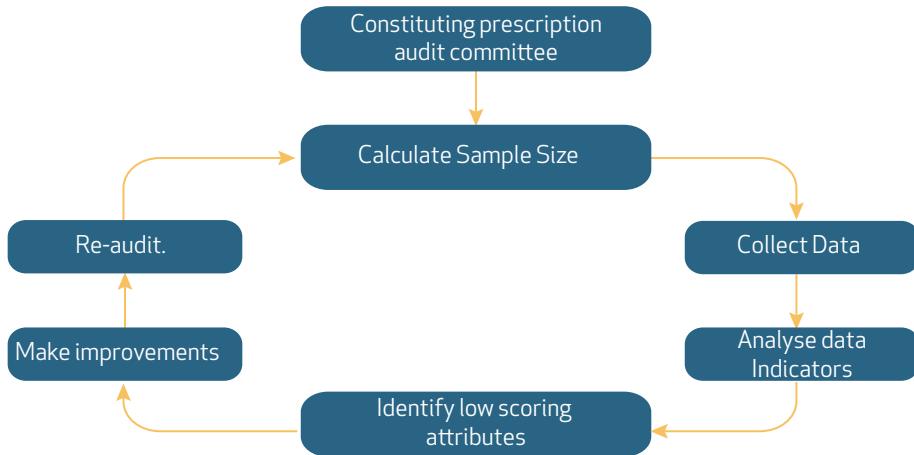 Constituting prescription
audit committee
Calculate Sample Size
Collect Data
Analyse data
Indicators
Identify low scoring
attributes
Make improvements
Re-audit.